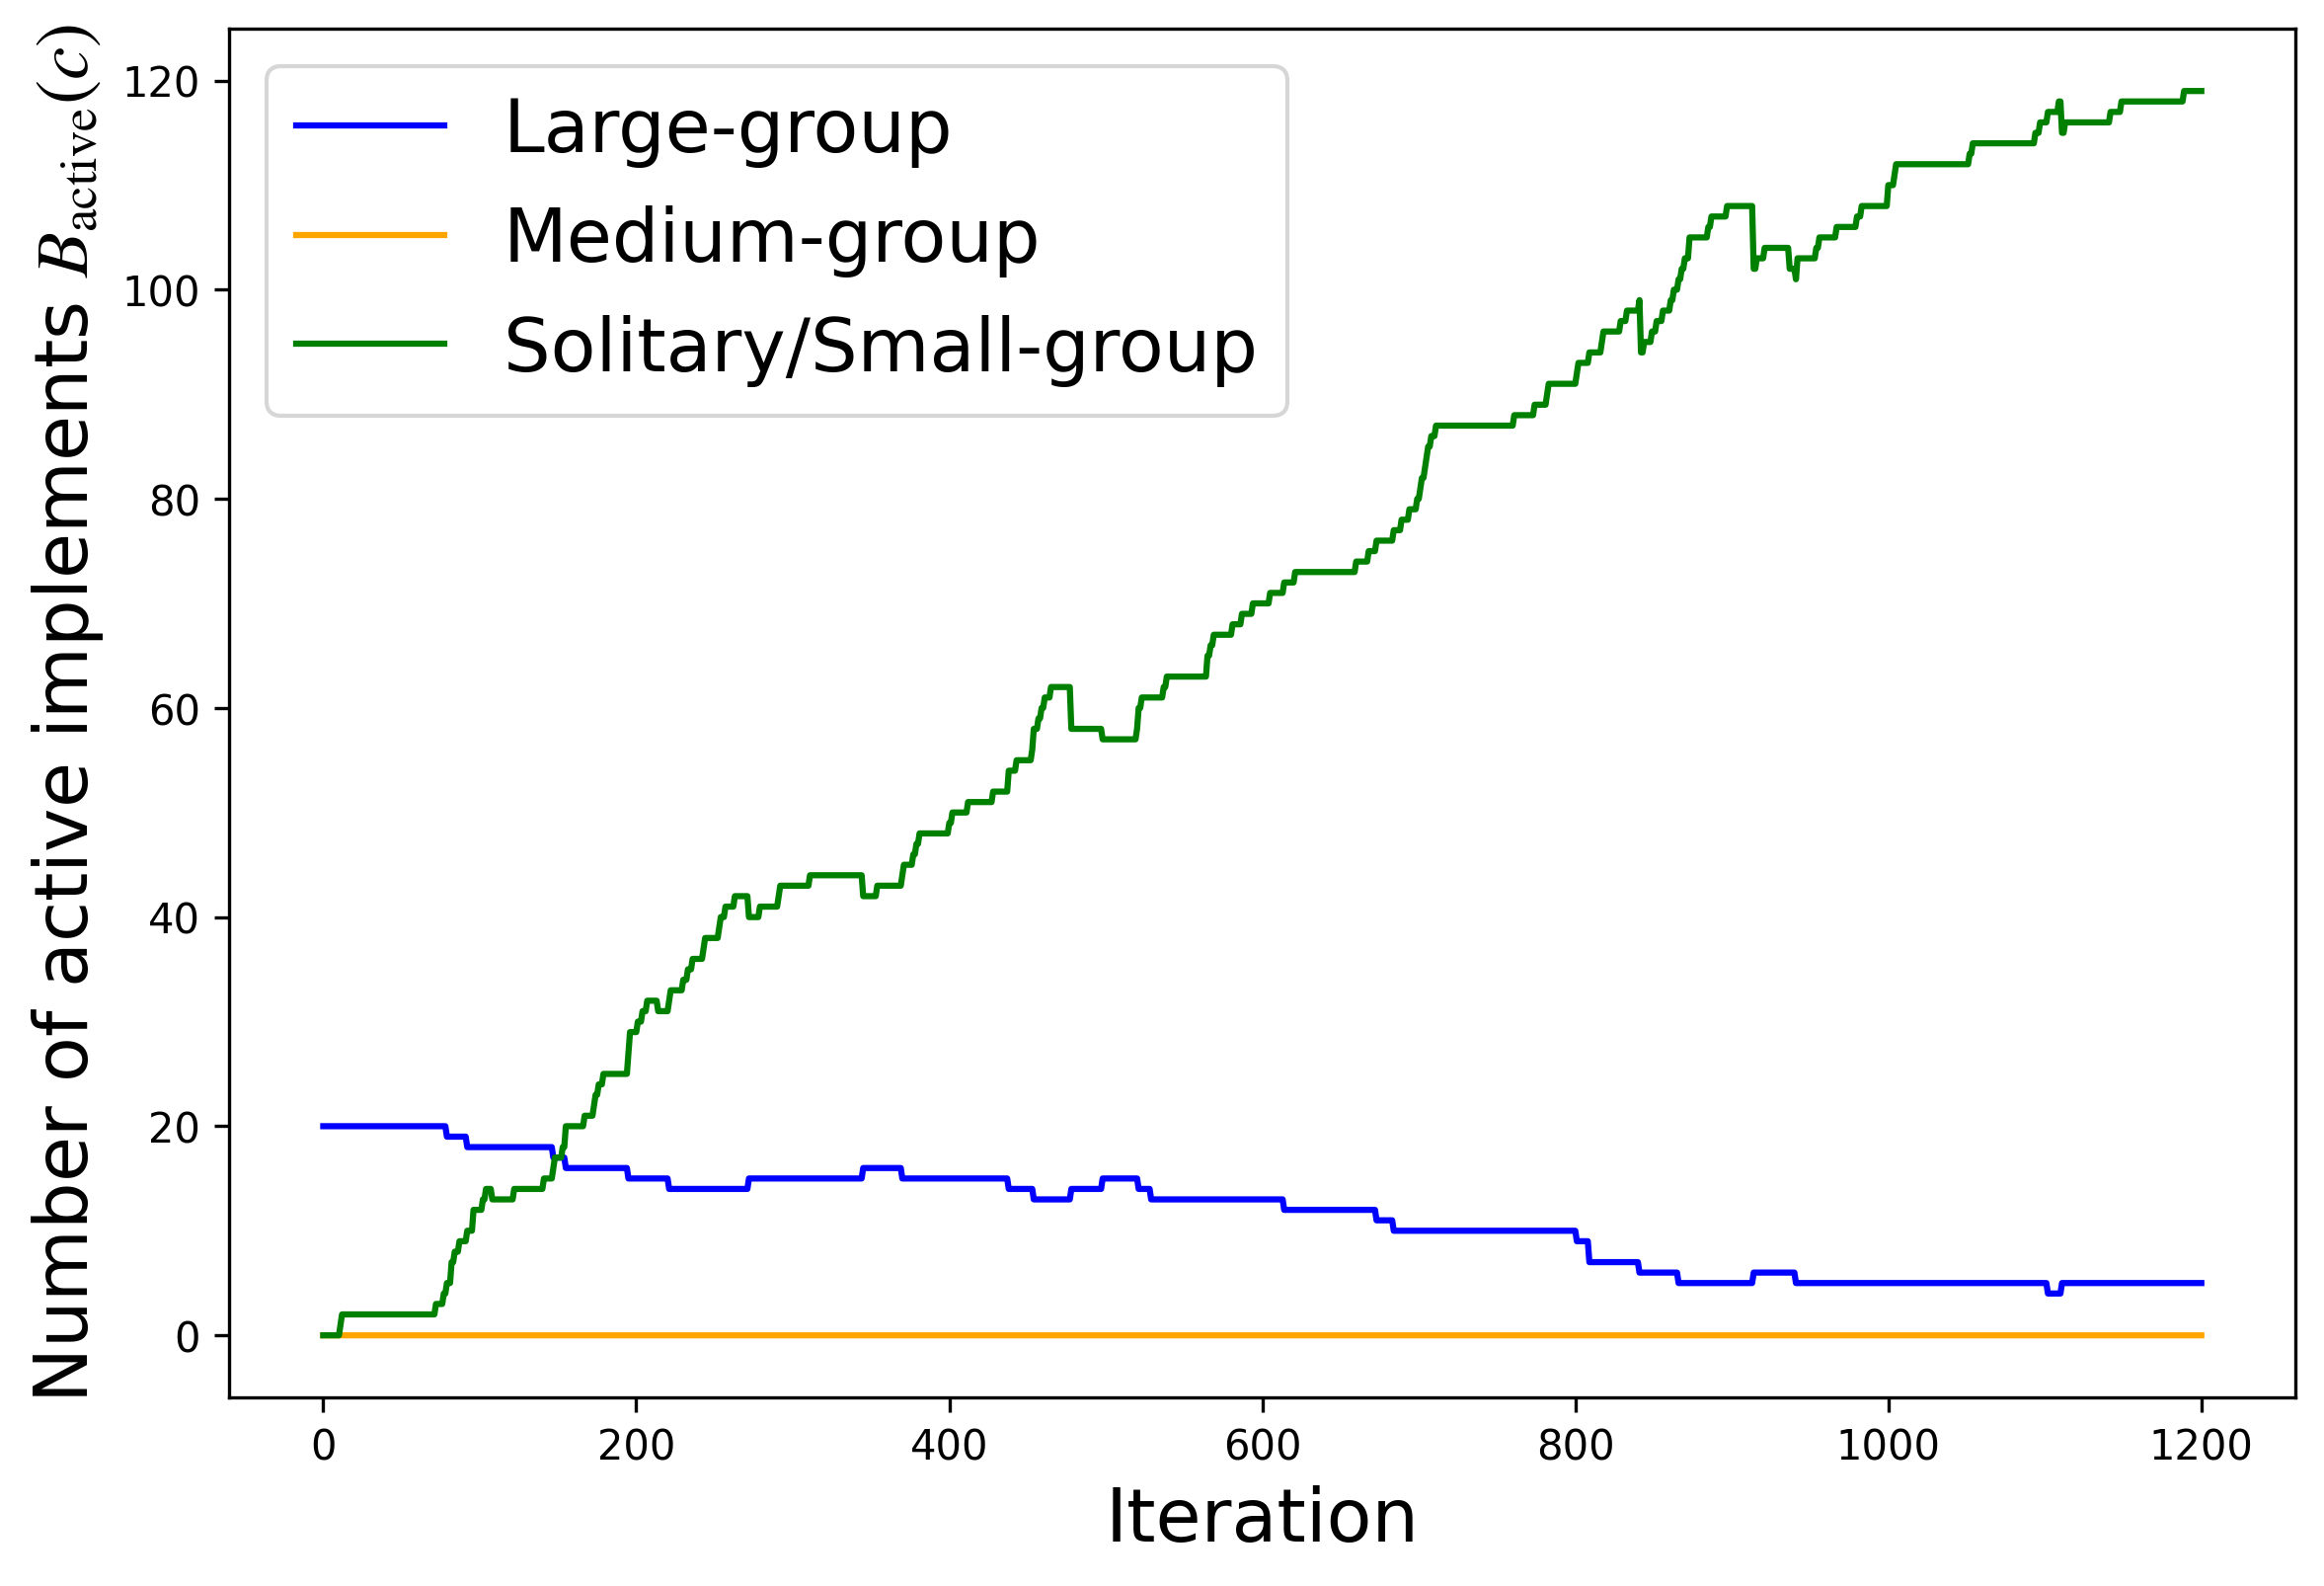 Number of active implements B_active(c)
120
100
80
60
40
20
0
Large-group
Medium-group
Solitary/Small-group
0 200 400 600 800 1000 1200
Iteration